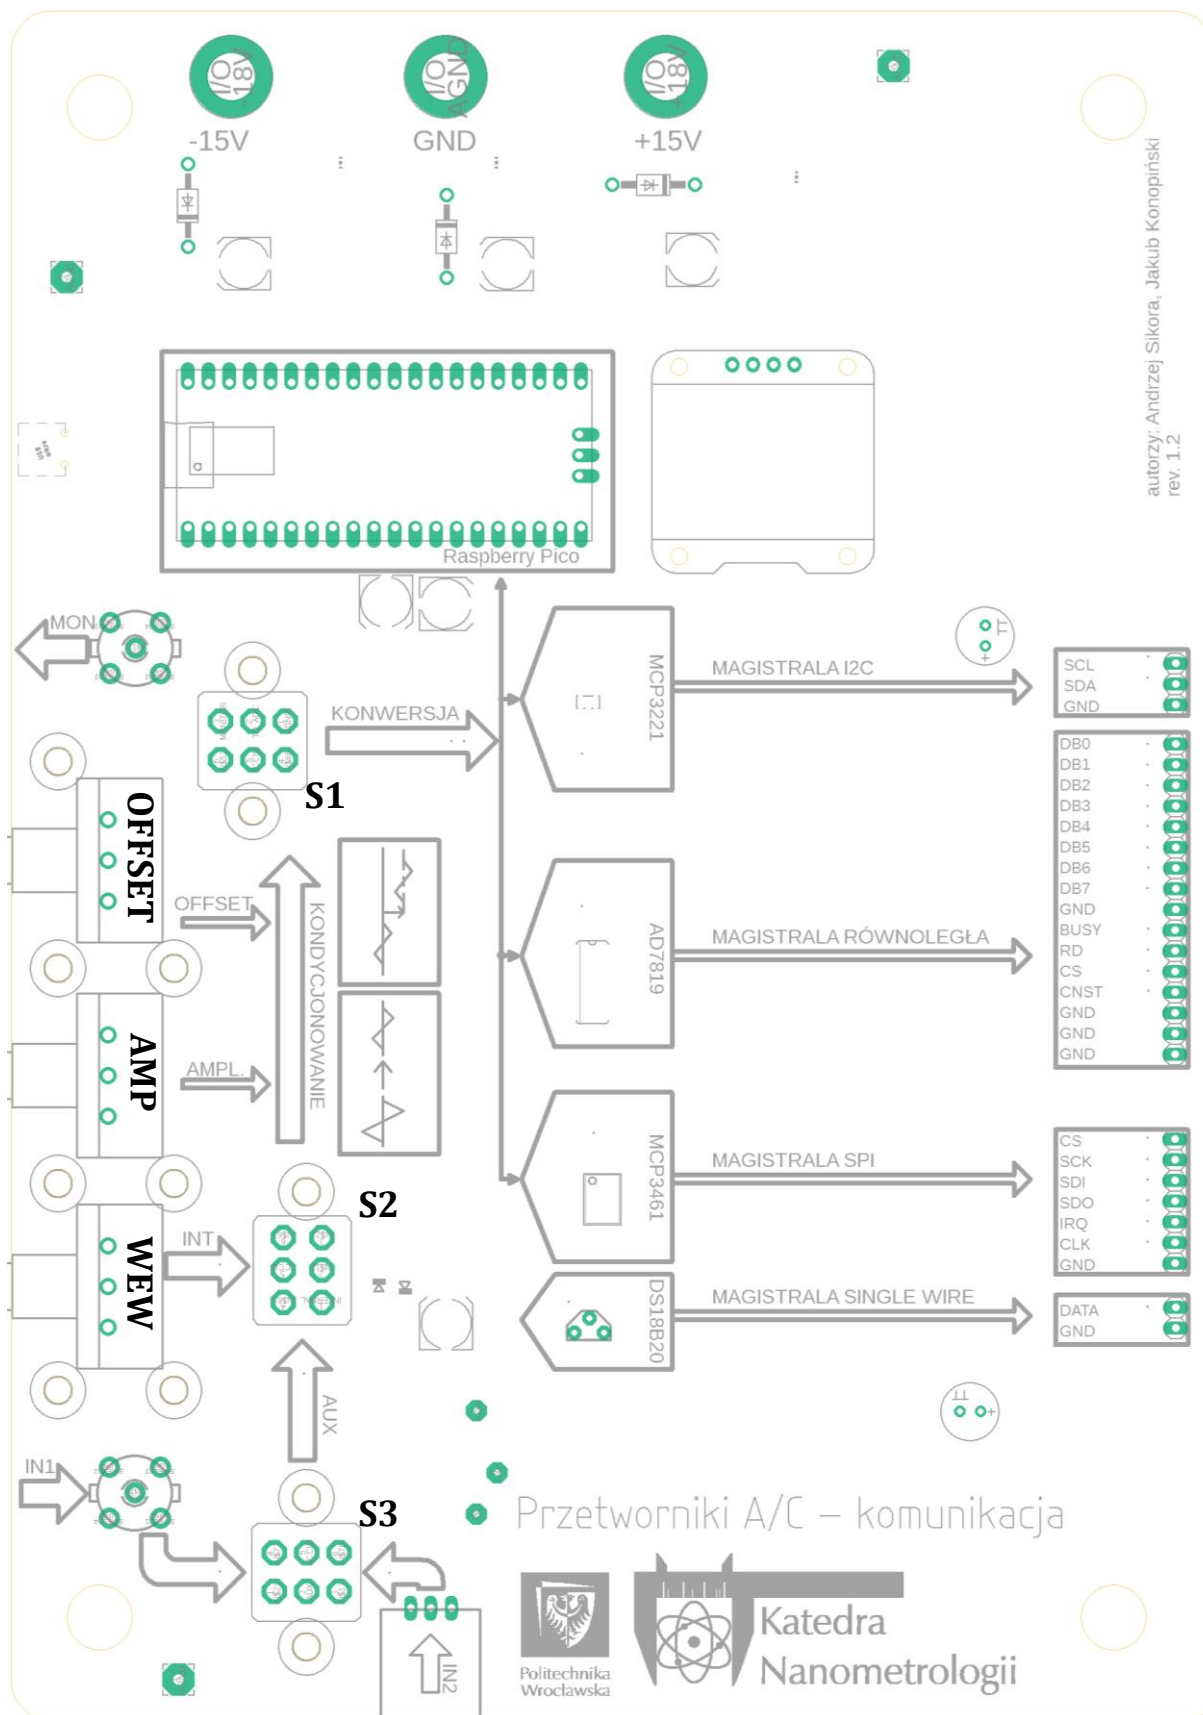 I/O
-18V
I/O
AGND
I/O
+18V
-15V
GND
+15V
autorzy: Andrzej Sikora, Jakub Konopiński
rev. 1.2
Raspberry Pico
MON
KONWERSJA
S1
MCP3221
MAGISTRALA I2C
SCL
SDA
GND
OFFSET
OFFSET
KONDYCJONOWANIE
AD7819
MAGISTRALA RÓWNOLEGŁA
DB0
DB1
DB2
DB3
DB4
DB5
DB6
DB7
GND
BUSY
RD
CS
CNST
GND
GND
GND
AMP
AMPL.
MCP3461
MAGISTRALA SPI
CS
SCK
SDI
SDO
IRQ
CLK
GND
S2
WEW
INT
DS18B20
MAGISTRALA SINGLE WIRE
DATA
GND
AUX
IN1
S3
IN2
Przetworniki A/C – komunikacja
Politechnika
Wrocławska
Katedra
Nanometrologii